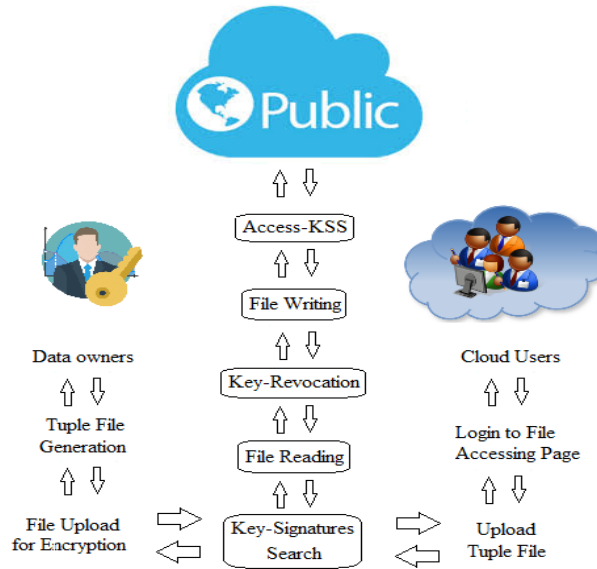 Public
Access-KSS
File Writing
Data owners
Cloud Users
Key-Revocation
Tuple File
Generation
Login to File
Accessing Page
File Reading
File Upload
for Encryption
Key-Signatures
Search
Upload
Tuple File